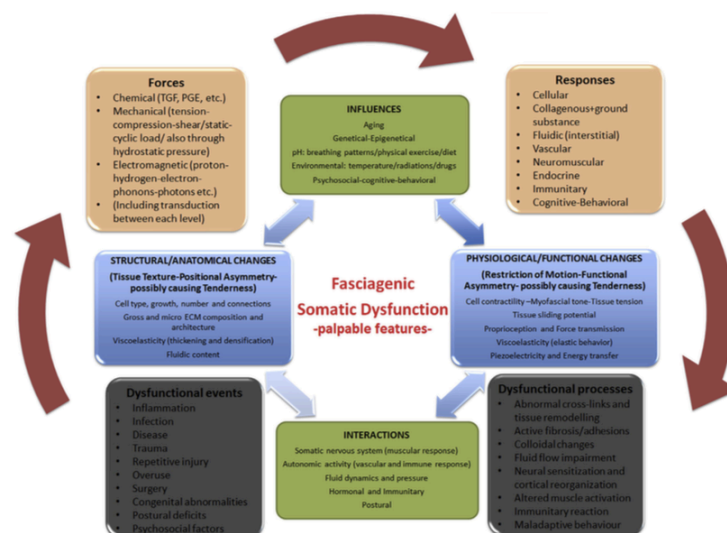 Forces
• Chemical (TGF, PGE, etc.)
• Mechanical (tension-
compression-shear/static-
cyclic load/ also through
hydrostatic pressure)
• Electromagnetic (proton-
hydrogen-electron-
phonons-photons etc.)
• (Including transduction
between each level)
INFLUENCES
Aging
Genetical-Epigenetical
pH: breathing patterns/physical exercise/diet
Environmental: temperature/radiations/drugs
Psychosocial-cognitive-behavioral
Responses
• Cellular
• Collagenous+ground
substance
• Fluidic (interstitial)
• Vascular
• Neuromuscular
• Endocrine
• Immunitary
• Cognitive-Behavioral
STRUCTURAL/ANATOMICAL CHANGES
(Tissue Texture-Positional Asymmetry-
possibly causing Tenderness)
Cell type, growth, number and connections
Gross and micro ECM composition and
architecture
Viscoelasticity (thickening and densification)
Fluidic content
Fasciagenic
Somatic Dysfunction
-palpable features-
PHYSIOLOGICAL/FUNCTIONAL CHANGES
(Restriction of Motion-Functional
Asymmetry- possibly causing Tenderness)
Cell contractility –Myofascial tone-Tissue tension
Tissue sliding potential
Proprioception and Force transmission
Viscoelasticity (elastic behavior)
Piezoelectricity and Energy transfer
Dysfunctional events
• Inflammation
• Infection
• Disease
• Trauma
• Repetitive injury
• Overuse
• Surgery
• Congenital abnormalities
• Postural deficits
• Psychosocial factors
INTERACTIONS
Somatic nervous system (muscular response)
Autonomic activity (vascular and immune response)
Fluid dynamics and pressure
Hormonal and Immunitary
Postural
Dysfunctional processes
• Abnormal cross-links and
tissue remodelling
• Active fibrosis/adhesions
• Colloidal changes
• Fluid flow impairment
• Neural sensitization and
cortical reorganization
• Altered muscle activation
• Immunitary reaction
• Maladaptive behaviour